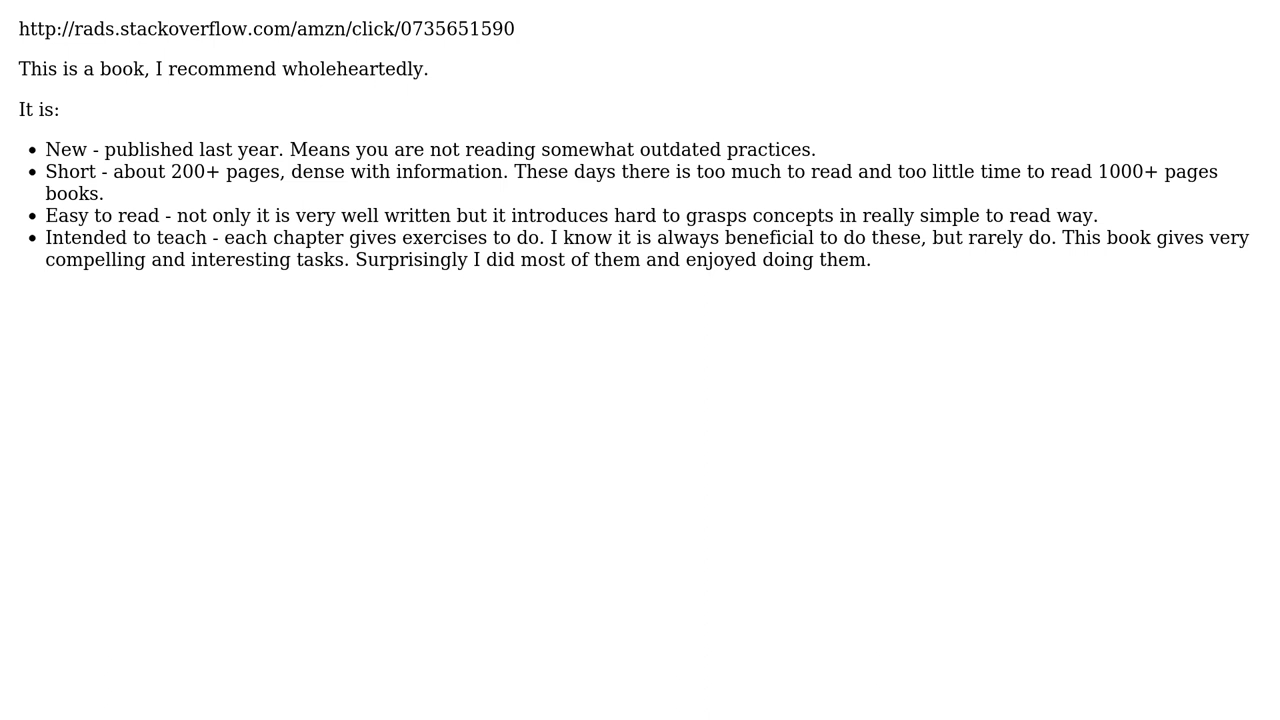 http://rads.stackoverflow.com/amzn/click/0735651590
This is a book, I recommend wholeheartedly.
It is:
• New - published last year. Means you are not reading somewhat outdated practices.
• Short - about 200+ pages, dense with information. These days there is too much to read and too little time to read 1000+ pages
books.
• Easy to read - not only it is very well written but it introduces hard to grasps concepts in really simple to read way.
• Intended to teach - each chapter gives exercises to do. I know it is always beneficial to do these, but rarely do. This book gives very
compelling and interesting tasks. Surprisingly I did most of them and enjoyed doing them.